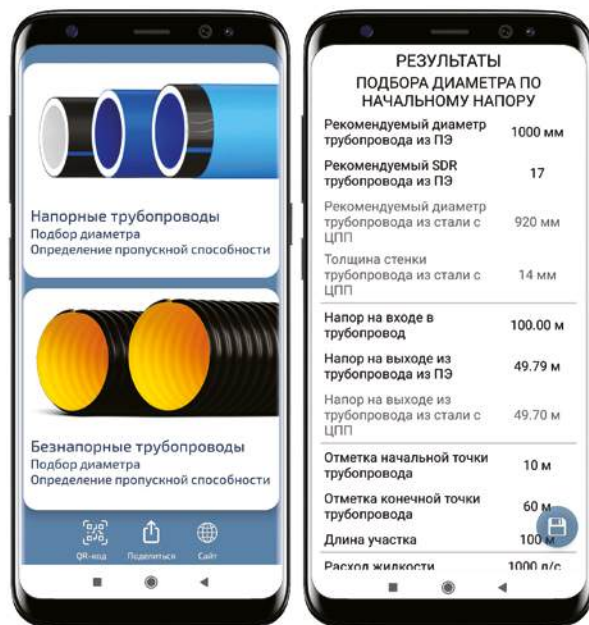 Напорные трубопроводы
Подбор диаметра
Определение пропускной способности
Безнапорные трубопроводы
Подбор диаметра
Определение пропускной способности
QR-код Поделиться Сайт
РЕЗУЛЬТАТЫ
ПОДБОРА ДИАМЕТРА ПО
НАЧАЛЬНОМУ НАПОРУ
Рекомендуемый диаметр
трубопровода из ПЭ 1000 мм
Рекомендуемый SDR
трубопровода из ПЭ 17
Рекомендуемый диаметр
трубопровода из стали с 920 мм
ЦПП
Толщина стенки
трубопровода из стали с 14 мм
ЦПП
Напор на входе в
трубопровод 100.00 м
Напор на выходе из
трубопровода из ПЭ 49.79 м
Напор на выходе из
трубопровода из стали с 49.70 м
ЦПП
Отметка начальной точки
трубопровода 10 м
Отметка конечной точки
трубопровода 60 м
Длина участка 100 м
Расход жидкости 1000 л/с